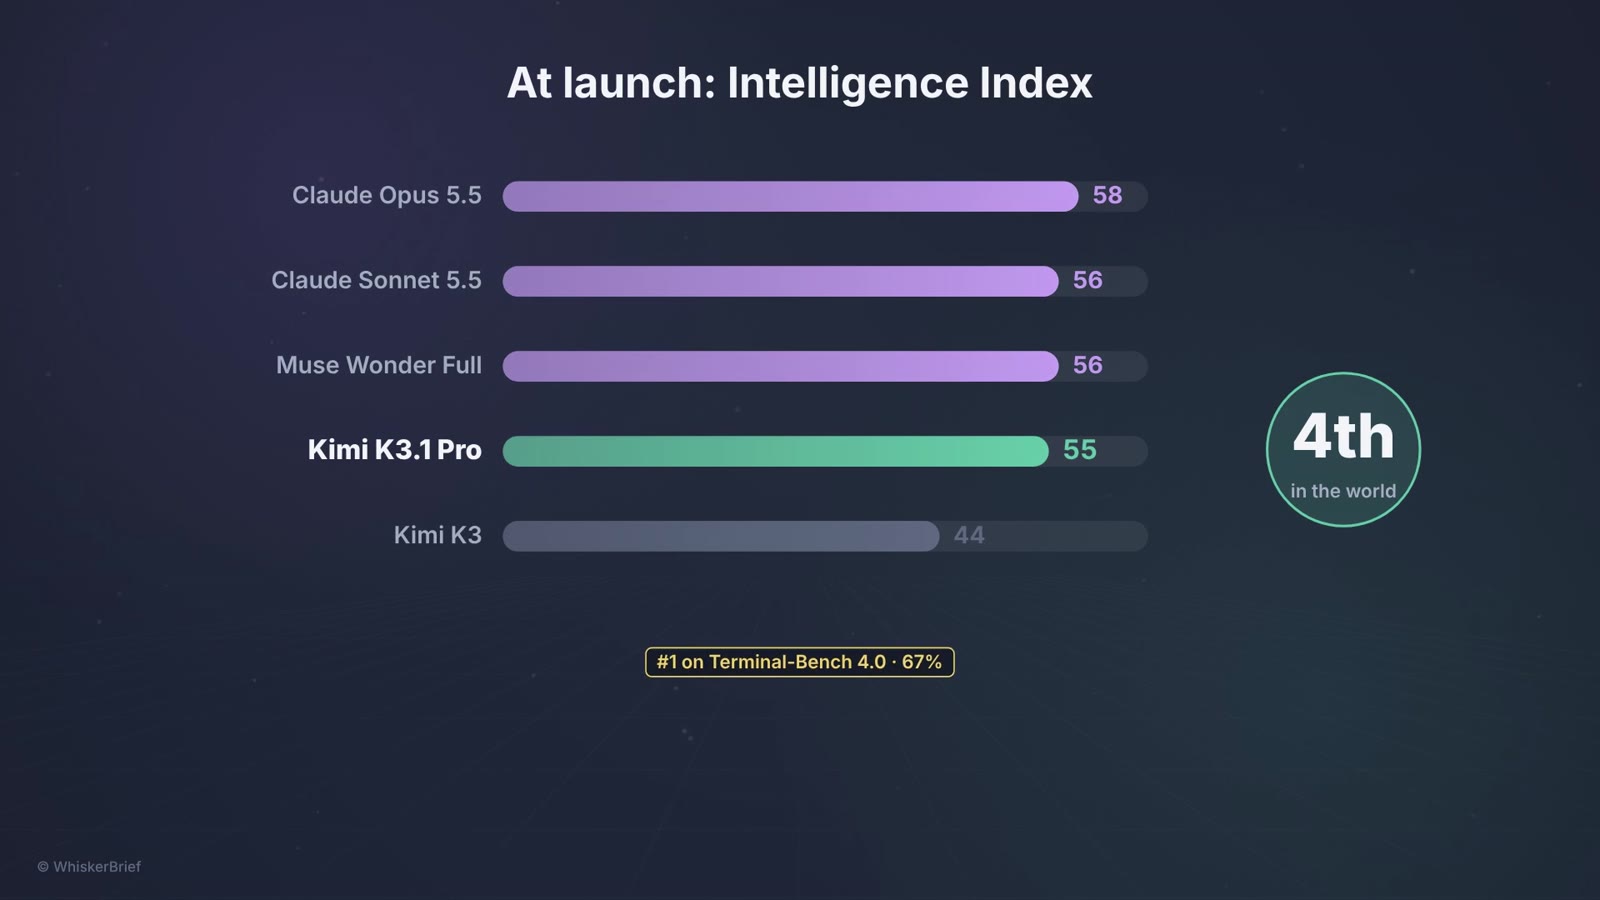 At launch: Intelligence Index
Claude Opus 5.5 58
Claude Sonnet 5.5 56
Muse Wonder Full 56
Kimi K3.1 Pro 55
4th
in the world
Kimi K3 44
#1 on Terminal-Bench 4.0 · 67%
© WhiskerBrief